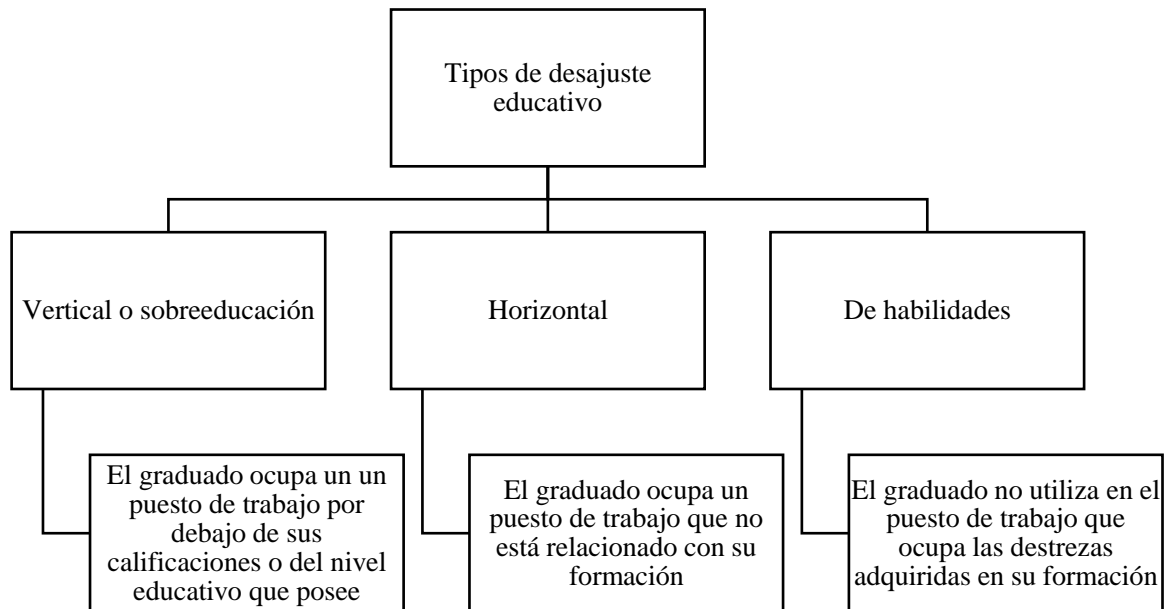 Tipos de desajuste
educativo
Vertical o sobreeducación
Horizontal
De habilidades
El graduado ocupa un un
puesto de trabajo por
debajo de sus
calificaciones o del nivel
educativo que posee
El graduado ocupa un
puesto de trabajo que no
está relacionado con su
formación
El graduado no utiliza en el
puesto de trabajo que
ocupa las destrezas
adquiridas en su formación